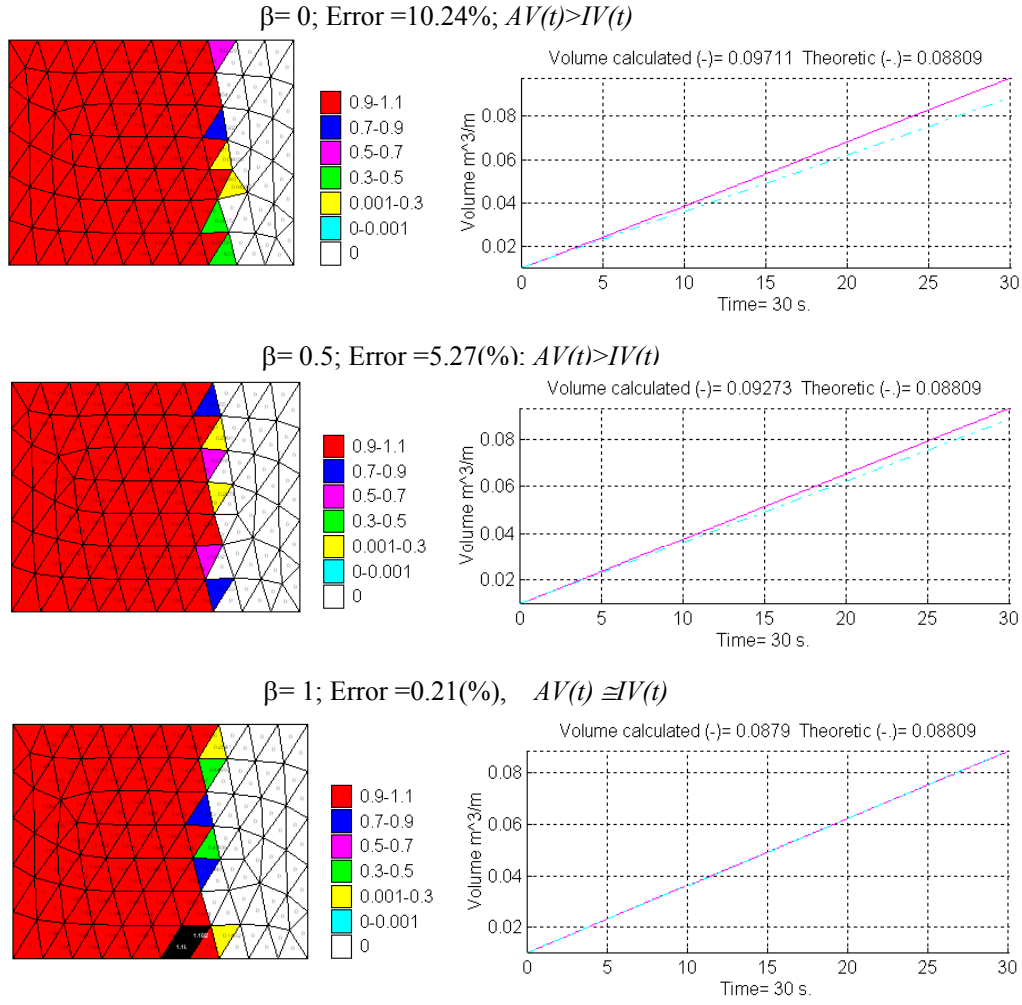 β= 0; Error =10.24%; AV(t)>IV(t)
0.9-1.1
0.7-0.9
0.5-0.7
0.3-0.5
0.001-0.3
0-0.001
0
Volume calculated (-)= 0.09711 Theoretic (-.)= 0.08809
Volume m^3/m
0.08
0.06
0.04
0.02
0 5 10 15 20 25 30
Time= 30 s.
β= 0.5; Error =5.27(%); AV(t)>IV(t)
0.9-1.1
0.7-0.9
0.5-0.7
0.3-0.5
0.001-0.3
0-0.001
0
Volume calculated (-)= 0.09273 Theoretic (-.)= 0.08809
Volume m^3/m
0.08
0.06
0.04
0.02
0 5 10 15 20 25 30
Time= 30 s.
β= 1; Error =0.21(%), AV(t) ≅IV(t)
0.9-1.1
0.7-0.9
0.5-0.7
0.3-0.5
0.001-0.3
0-0.001
0
Volume calculated (-)= 0.0879 Theoretic (-.)= 0.08809
Volume m^3/m
0.08
0.06
0.04
0.02
0 5 10 15 20 25 30
Time= 30 s.